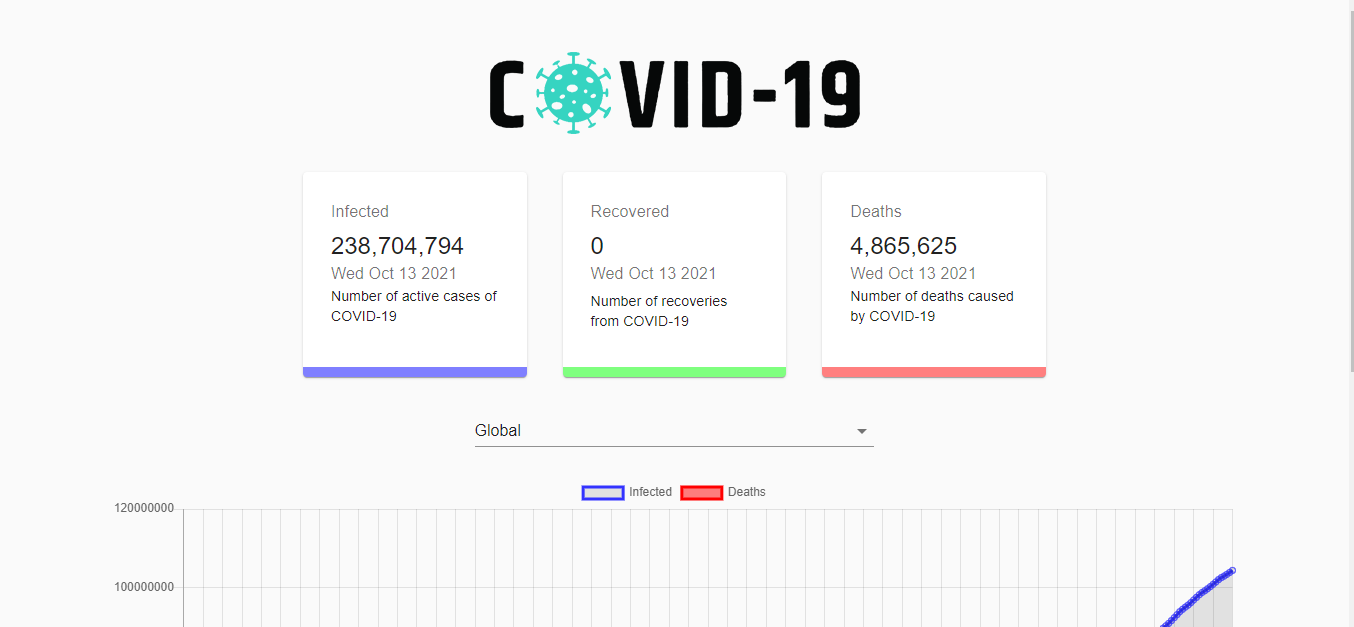 COVID-19
Infected
238,704,794
Wed Oct 13 2021
Number of active cases of
COVID-19
Recovered
0
Wed Oct 13 2021
Number of recoveries
from COVID-19
Deaths
4,865,625
Wed Oct 13 2021
Number of deaths caused
by COVID-19
Global
Infected Deaths
120000000
100000000